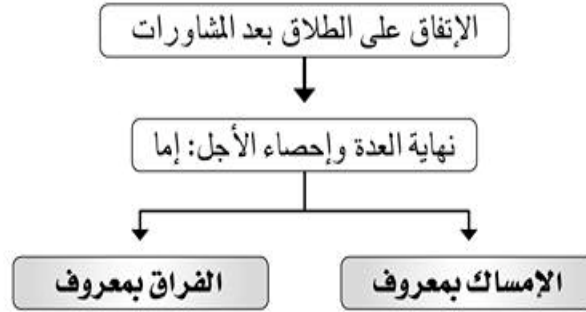 الإتفاق على الطلاق بعد المشاورات
نهاية العدة وإحصاء الأجل: إما
الإمساك بمعروف
الفراق بمعروف